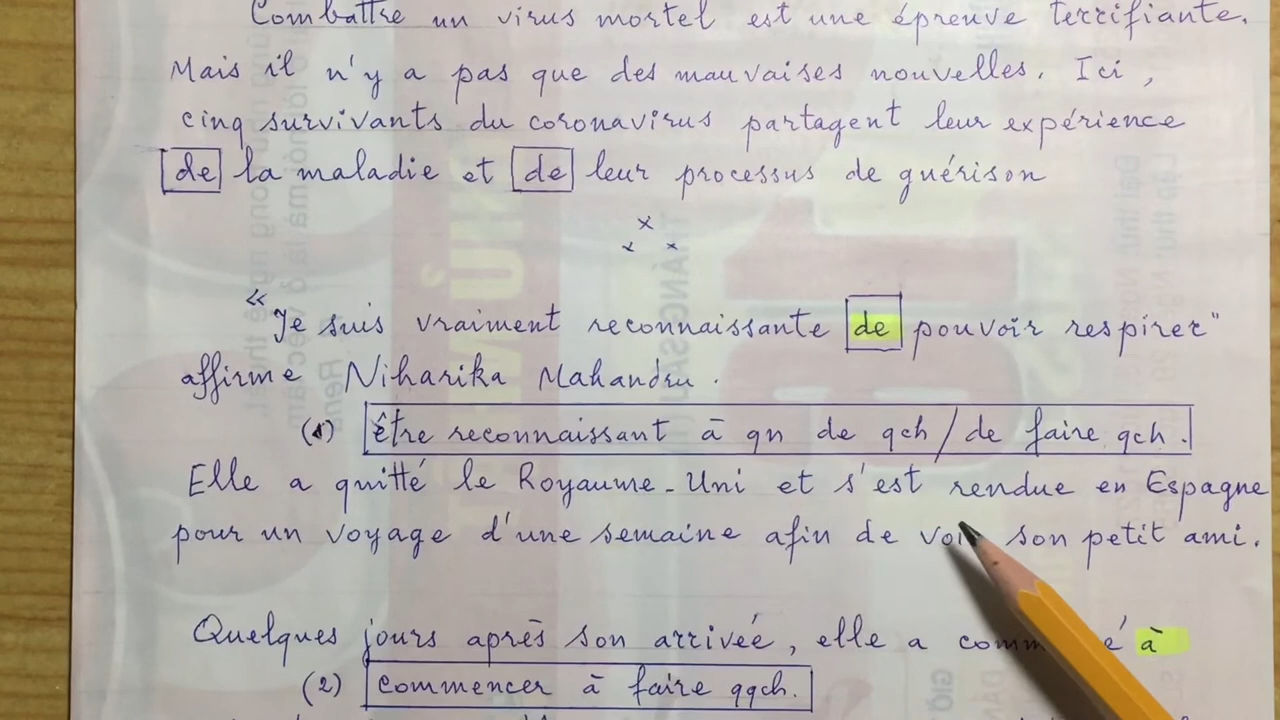 Combattre un virus mortel est une épreuve terrifiante.
Mais il n'y a pas que des mauvaises nouvelles. Ici,
cinq survivants du coronavirus partagent leur expérience
de la maladie et de leur processus de guérison
« Je suis vraiment reconnaissante de pouvoir respirer"
affirme Niharika Mahandru.
(1) être reconnaissant à qn de qch / de faire qch.
Elle a quitté le Royaume-Uni et s'est rendue en Espagne
pour un voyage d'une semaine afin de voir son petit ami.
Quelques jours après son arrivée, elle a à
(2) commencer à faire qqch.